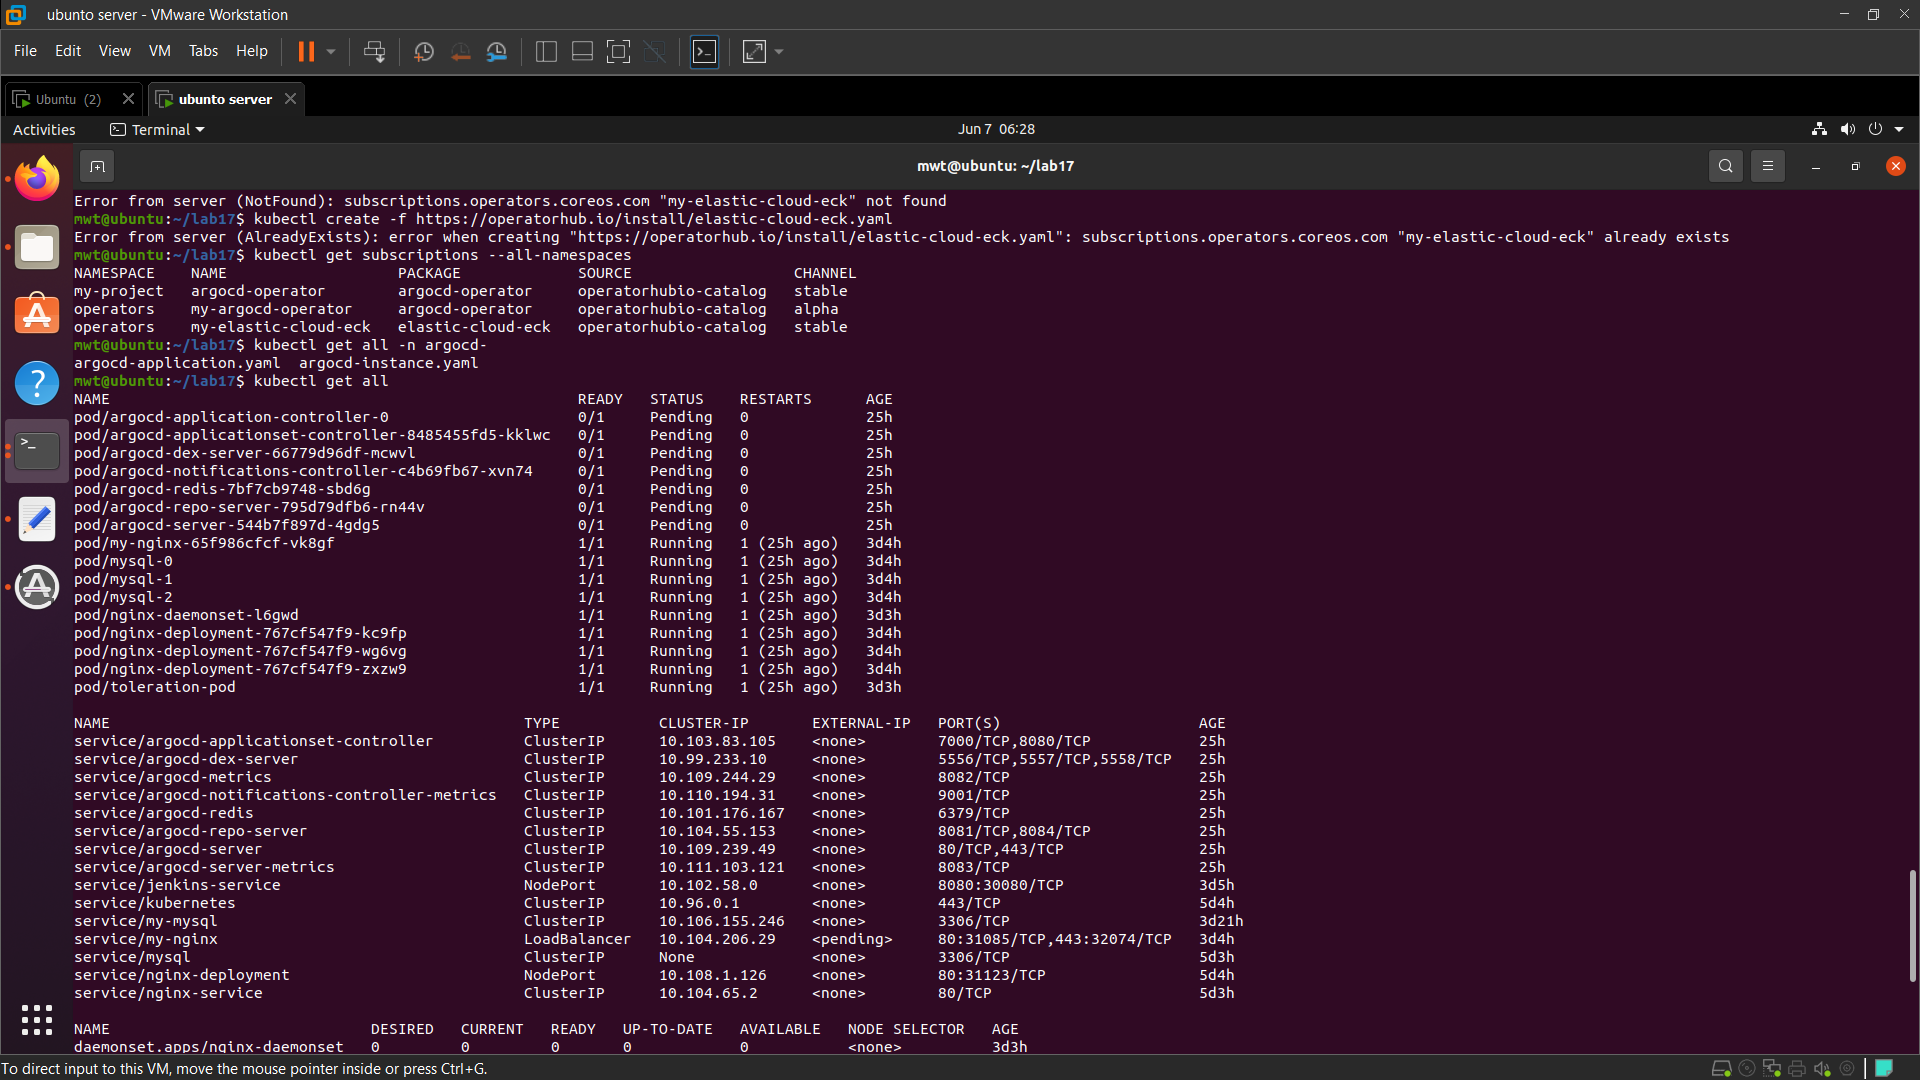 ubunto server - VMware Workstation
File Edit View VM Tabs Help
Ubuntu (2) ubunto server
Activities Terminal Jun 7 06:28
mwt@ubuntu: ~/lab17
Error from server (NotFound): subscriptions.operators.coreos.com "my-elastic-cloud-eck" not found
mwt@ubuntu:~/lab17$ kubectl create -f https://operatorhub.io/install/elastic-cloud-eck.yaml
Error from server (AlreadyExists): error when creating "https://operatorhub.io/install/elastic-cloud-eck.yaml": subscriptions.operators.coreos.com "my-elastic-cloud-eck" already exists
mwt@ubuntu:~/lab17$ kubectl get subscriptions --all-namespaces
NAMESPACE NAME PACKAGE SOURCE CHANNEL
my-project argocd-operator argocd-operator operatorhubio-catalog stable
operators my-argocd-operator argocd-operator operatorhubio-catalog alpha
operators my-elastic-cloud-eck elastic-cloud-eck operatorhubio-catalog stable
mwt@ubuntu:~/lab17$ kubectl get all -n argocd-
argocd-application.yaml argocd-instance.yaml
mwt@ubuntu:~/lab17$ kubectl get all
NAME READY STATUS RESTARTS AGE
pod/argocd-application-controller-0 0/1 Pending 0 25h
pod/argocd-applicationset-controller-8485455fd5-kklwc 0/1 Pending 0 25h
pod/argocd-dex-server-66779d96df-mcwvl 0/1 Pending 0 25h
pod/argocd-notifications-controller-c4b69fb67-xvn74 0/1 Pending 0 25h
pod/argocd-redis-7bf7cb9748-sbd6g 0/1 Pending 0 25h
pod/argocd-repo-server-795d79dfb6-rn44v 0/1 Pending 0 25h
pod/argocd-server-544b7f897d-4gdg5 0/1 Pending 0 25h
pod/my-nginx-65f986cfcf-vk8gf 1/1 Running 1 (25h ago) 3d4h
pod/mysql-0 1/1 Running 1 (25h ago) 3d4h
pod/mysql-1 1/1 Running 1 (25h ago) 3d4h
pod/mysql-2 1/1 Running 1 (25h ago) 3d4h
pod/nginx-daemonset-l6gwd 1/1 Running 1 (25h ago) 3d3h
pod/nginx-deployment-767cf547f9-kc9fp 1/1 Running 1 (25h ago) 3d4h
pod/nginx-deployment-767cf547f9-wg6vg 1/1 Running 1 (25h ago) 3d4h
pod/nginx-deployment-767cf547f9-zxzw9 1/1 Running 1 (25h ago) 3d4h
pod/toleration-pod 1/1 Running 1 (25h ago) 3d3h
NAME TYPE CLUSTER-IP EXTERNAL-IP PORT(S) AGE
service/argocd-applicationset-controller ClusterIP 10.103.83.105 <none> 7000/TCP,8080/TCP 25h
service/argocd-dex-server ClusterIP 10.99.233.10 <none> 5556/TCP,5557/TCP,5558/TCP 25h
service/argocd-metrics ClusterIP 10.109.244.29 <none> 8082/TCP 25h
service/argocd-notifications-controller-metrics ClusterIP 10.110.194.31 <none> 9001/TCP 25h
service/argocd-redis ClusterIP 10.101.176.167 <none> 6379/TCP 25h
service/argocd-repo-server ClusterIP 10.104.55.153 <none> 8081/TCP,8084/TCP 25h
service/argocd-server ClusterIP 10.109.239.49 <none> 80/TCP,443/TCP 25h
service/argocd-server-metrics ClusterIP 10.111.103.121 <none> 8083/TCP 25h
service/jenkins-service NodePort 10.102.58.0 <none> 8080:30080/TCP 3d5h
service/kubernetes ClusterIP 10.96.0.1 <none> 443/TCP 5d4h
service/my-mysql ClusterIP 10.106.155.246 <none> 3306/TCP 3d21h
service/my-nginx LoadBalancer 10.104.206.29 <pending> 80:31085/TCP,443:32074/TCP 3d4h
service/mysql ClusterIP None <none> 3306/TCP 5d3h
service/nginx-deployment NodePort 10.108.1.126 <none> 80:31123/TCP 5d4h
service/nginx-service ClusterIP 10.104.65.2 <none> 80/TCP 5d3h
NAME DESIRED CURRENT READY UP-TO-DATE AVAILABLE NODE SELECTOR AGE
daemonset.apps/nginx-daemonset 0 0 0 0 0 <none> 3d3h
To direct input to this VM, move the mouse pointer inside or press Ctrl+G.